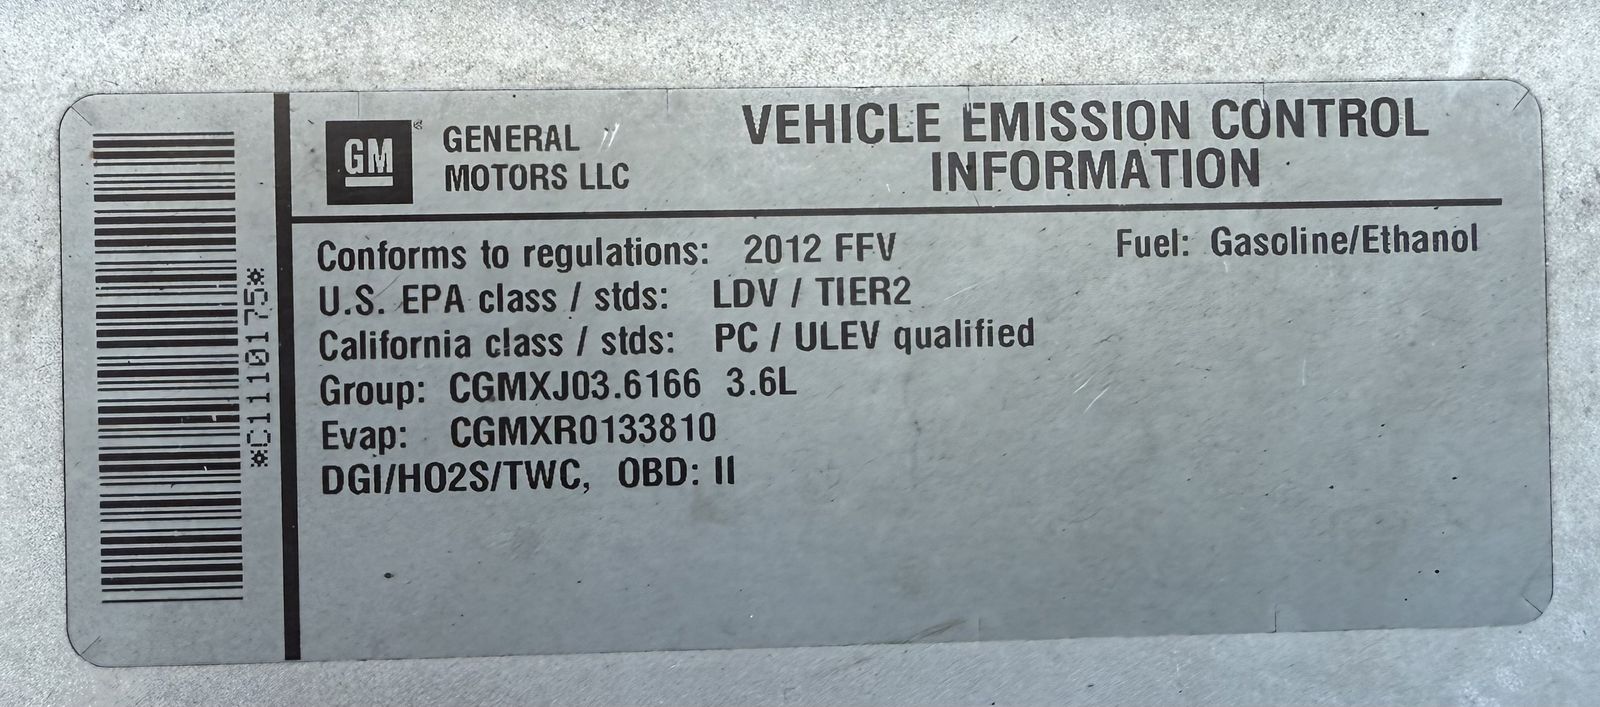 GM
GENERAL
MOTORS LLC
VEHICLE EMISSION CONTROL
INFORMATION
Conforms to regulations: 2012 FFV
Fuel: Gasoline/Ethanol
U.S. EPA class / stds: LDV / TIER2
California class / stds: PC / ULEV qualified
Group: CGMXJ03.6166 3.6L
Evap: CGMXR0133810
DGI/HO2S/TWC, OBD: II
*C1110175*